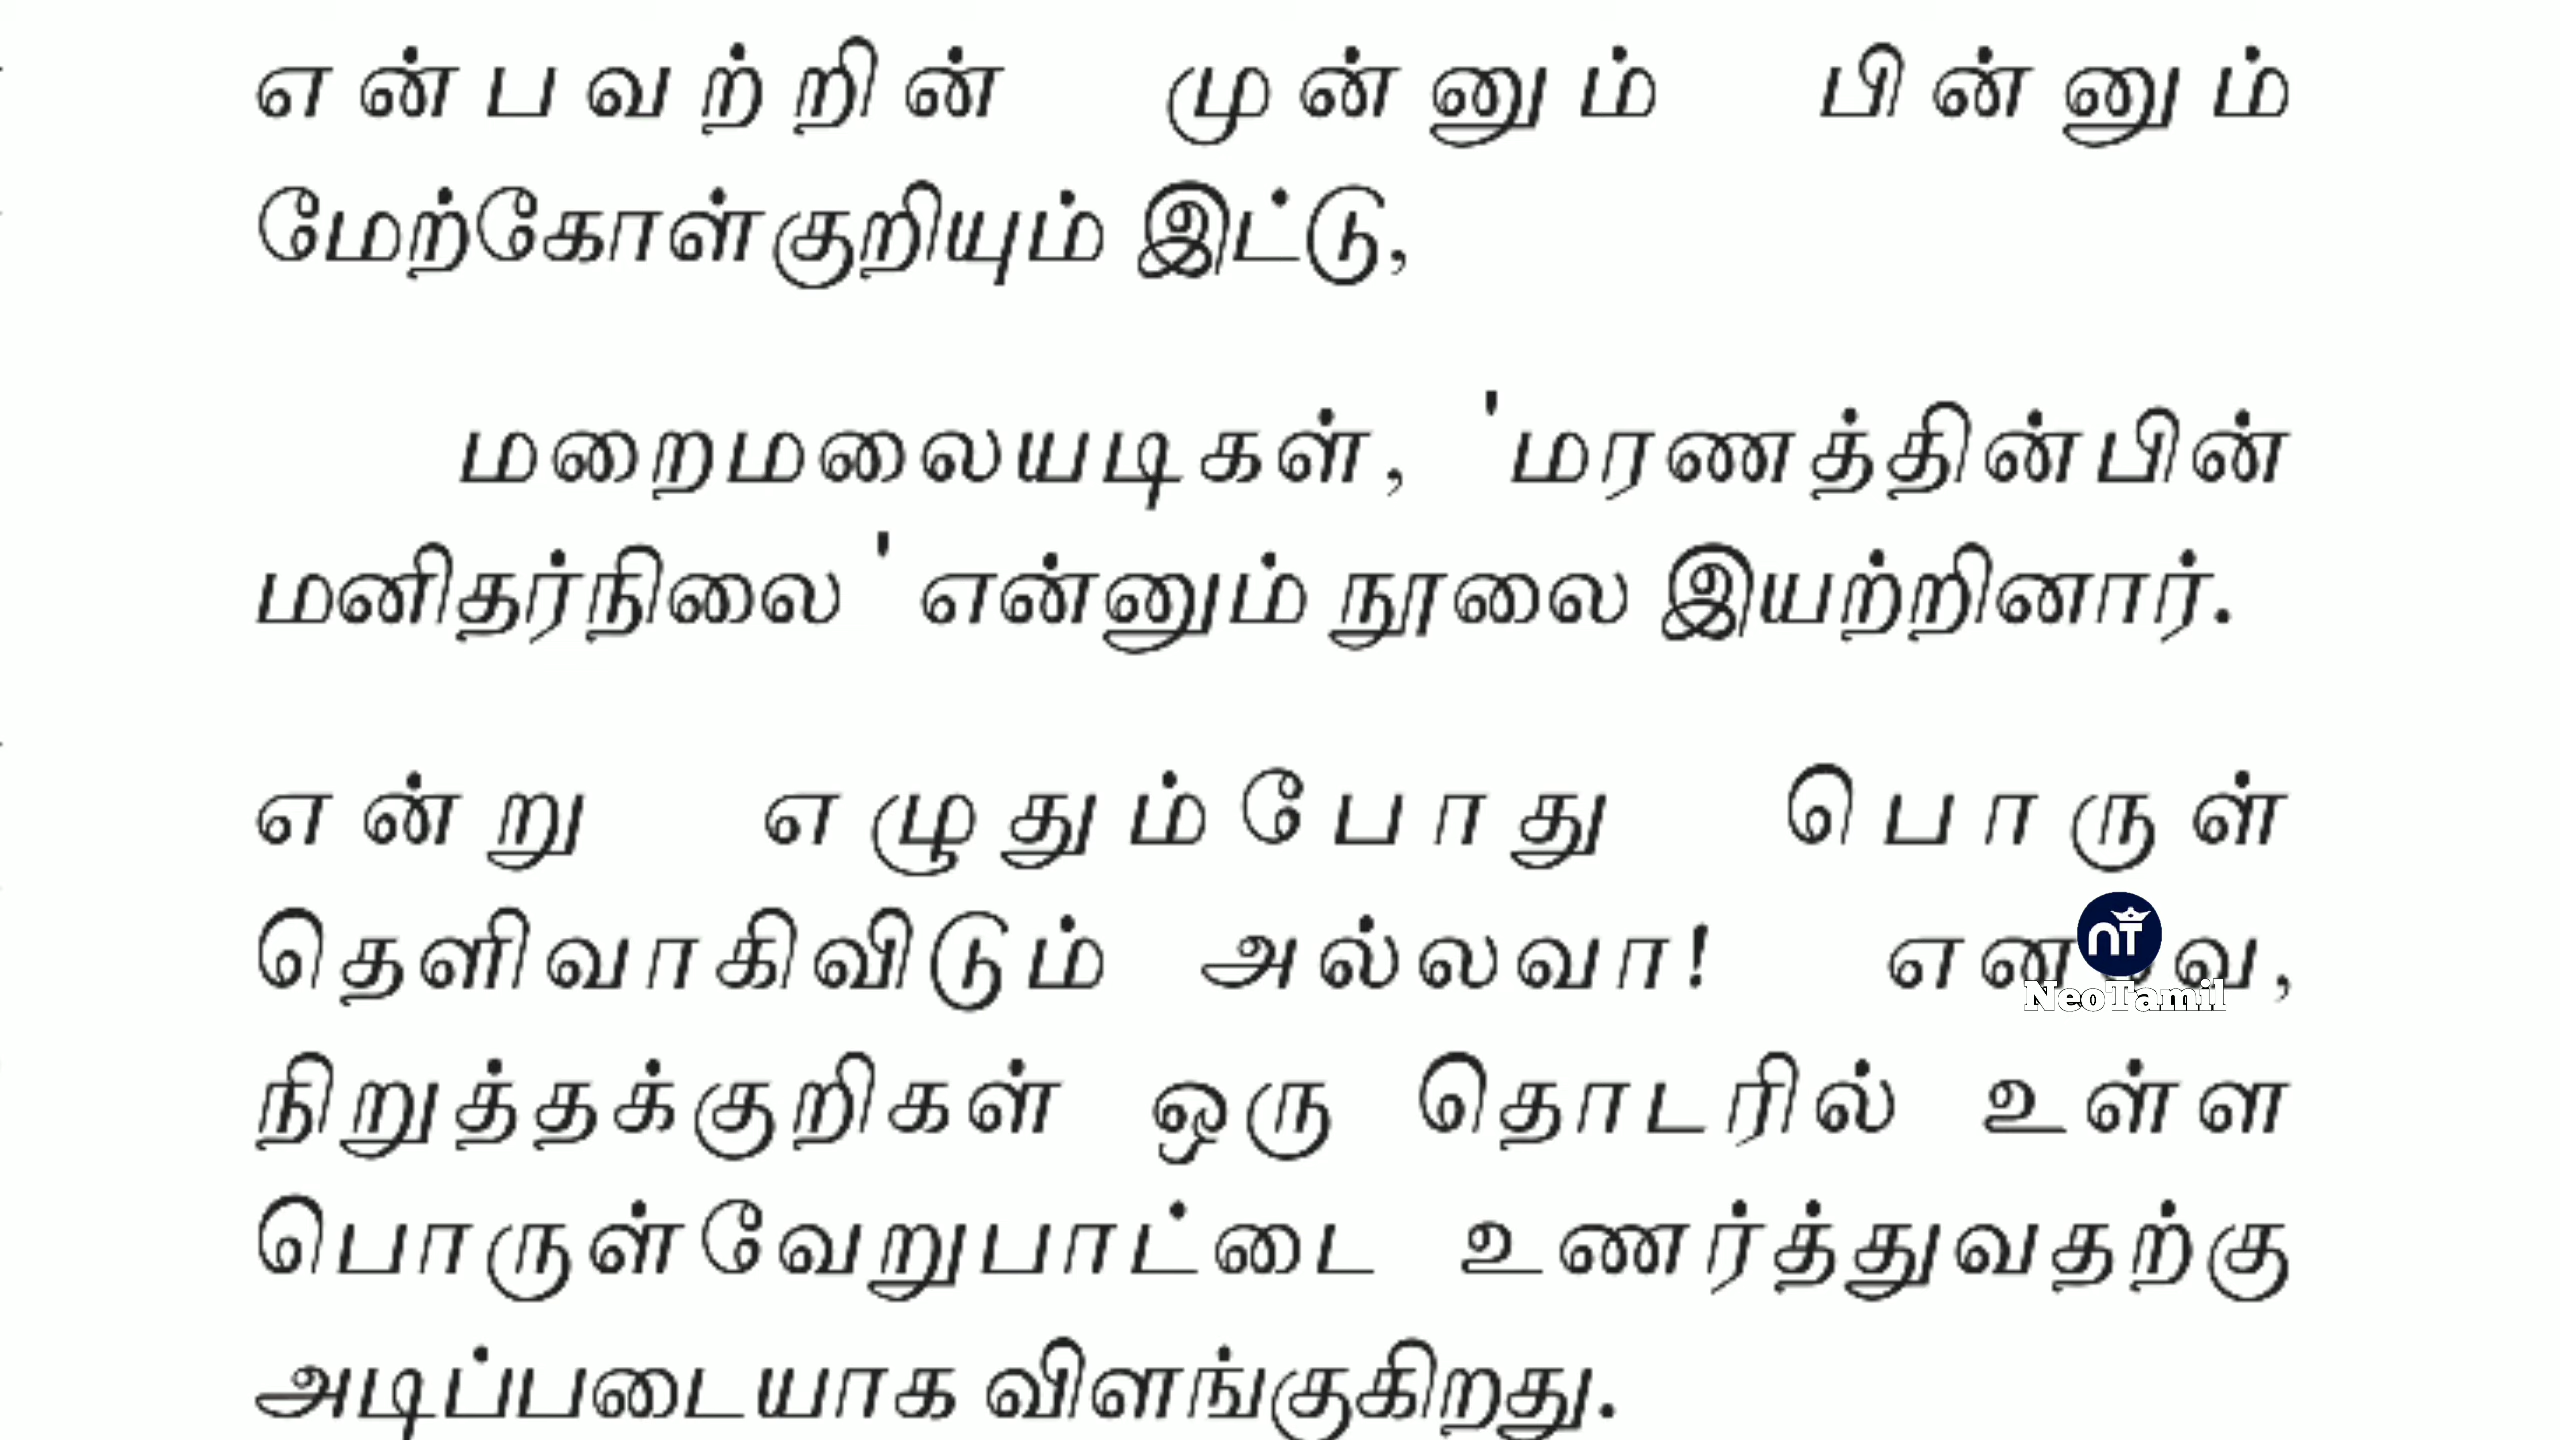 என்பவற்றின் முன்னும் பின்னும்
மேற்கோள்குறியும் இட்டு,
மறைமலையடிகள், 'மரணத்தின்பின்
மனிதர்நிலை ' என்னும் நூலை இயற்றினார்.
என்று எழுதும்போது பொருள்
தெளிவாகிவிடும் அல்லவா! எனவே,
NeoTamil
நிறுத்தக்குறிகள் ஒரு தொடரில் உள்ள
பொருள்வேறுபாட்டை உணர்த்துவதற்கு
அடிப்படையாக விளங்குகிறது.